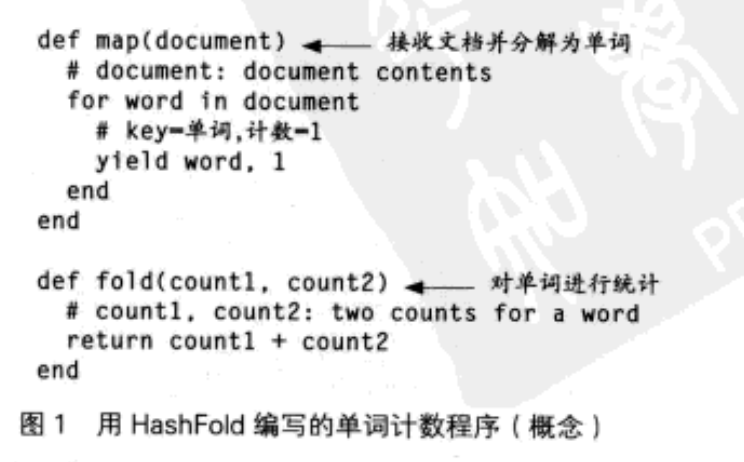 def map(document) 接收文档并分解为单词
# document: document contents
for word in document
# key=单词,计数=1
yield word, 1
end
end
def fold(count1, count2) 对单词进行统计
# count1, count2: two counts for a word
return count1 + count2
end
图 1 用 HashFold 编写的单词计数程序(概念)